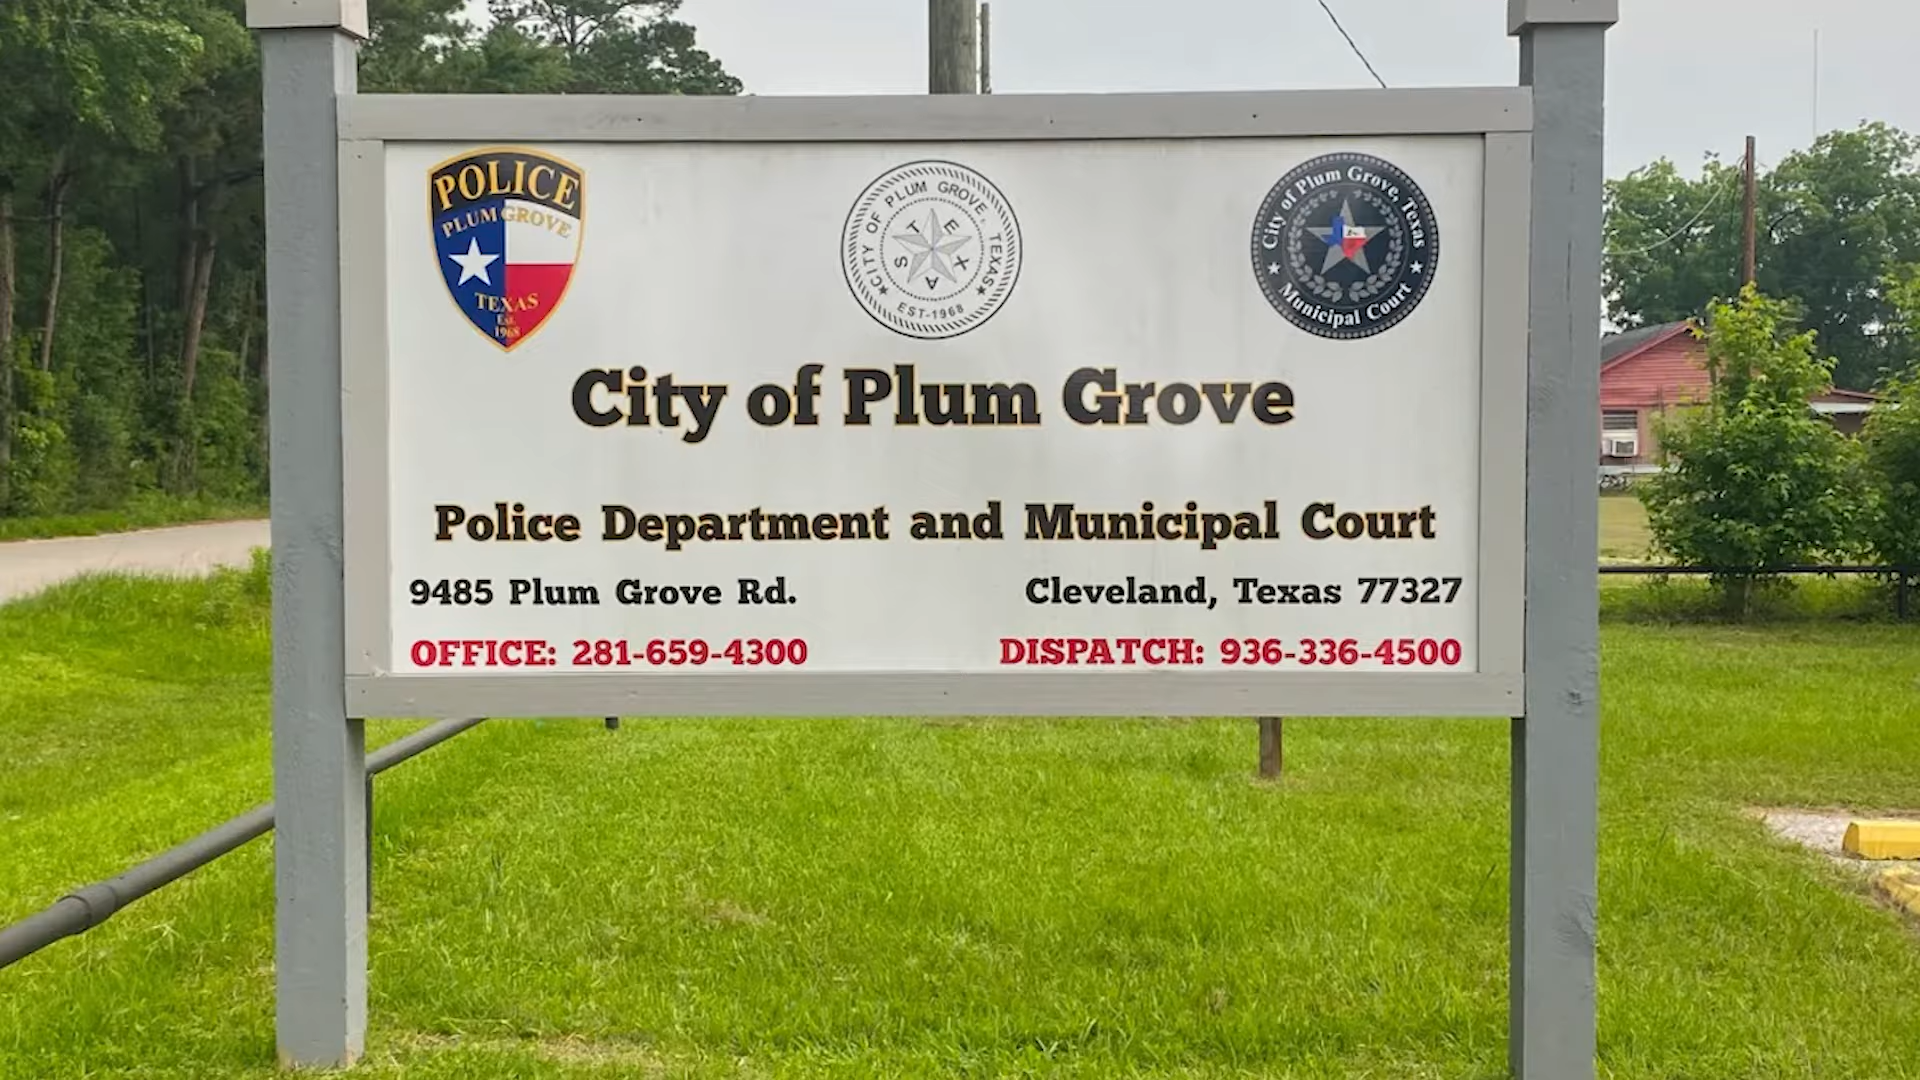 POLICE
PLUM GROVE
TEXAS
Est.
1968
CITY OF PLUM GROVE, TEXAS
TEXAS
EST-1968
City of Plum Grove, Texas
Municipal Court
City of Plum Grove
Police Department and Municipal Court
9485 Plum Grove Rd. Cleveland, Texas 77327
OFFICE: 281-659-4300 DISPATCH: 936-336-4500